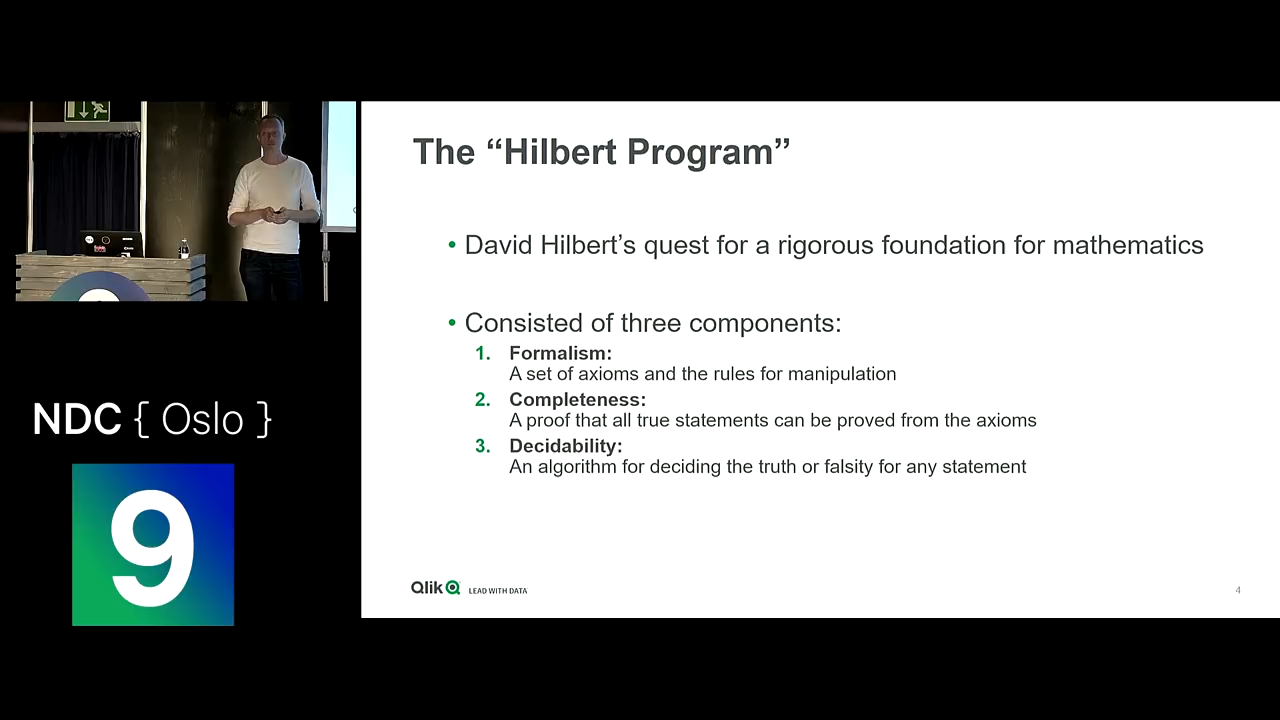 The “Hilbert Program”
• David Hilbert’s quest for a rigorous foundation for mathematics
• Consisted of three components:
1. Formalism:
A set of axioms and the rules for manipulation
2. Completeness:
A proof that all true statements can be proved from the axioms
3. Decidability:
An algorithm for deciding the truth or falsity for any statement
Qlik LEAD WITH DATA
4
NDC { Oslo }
9